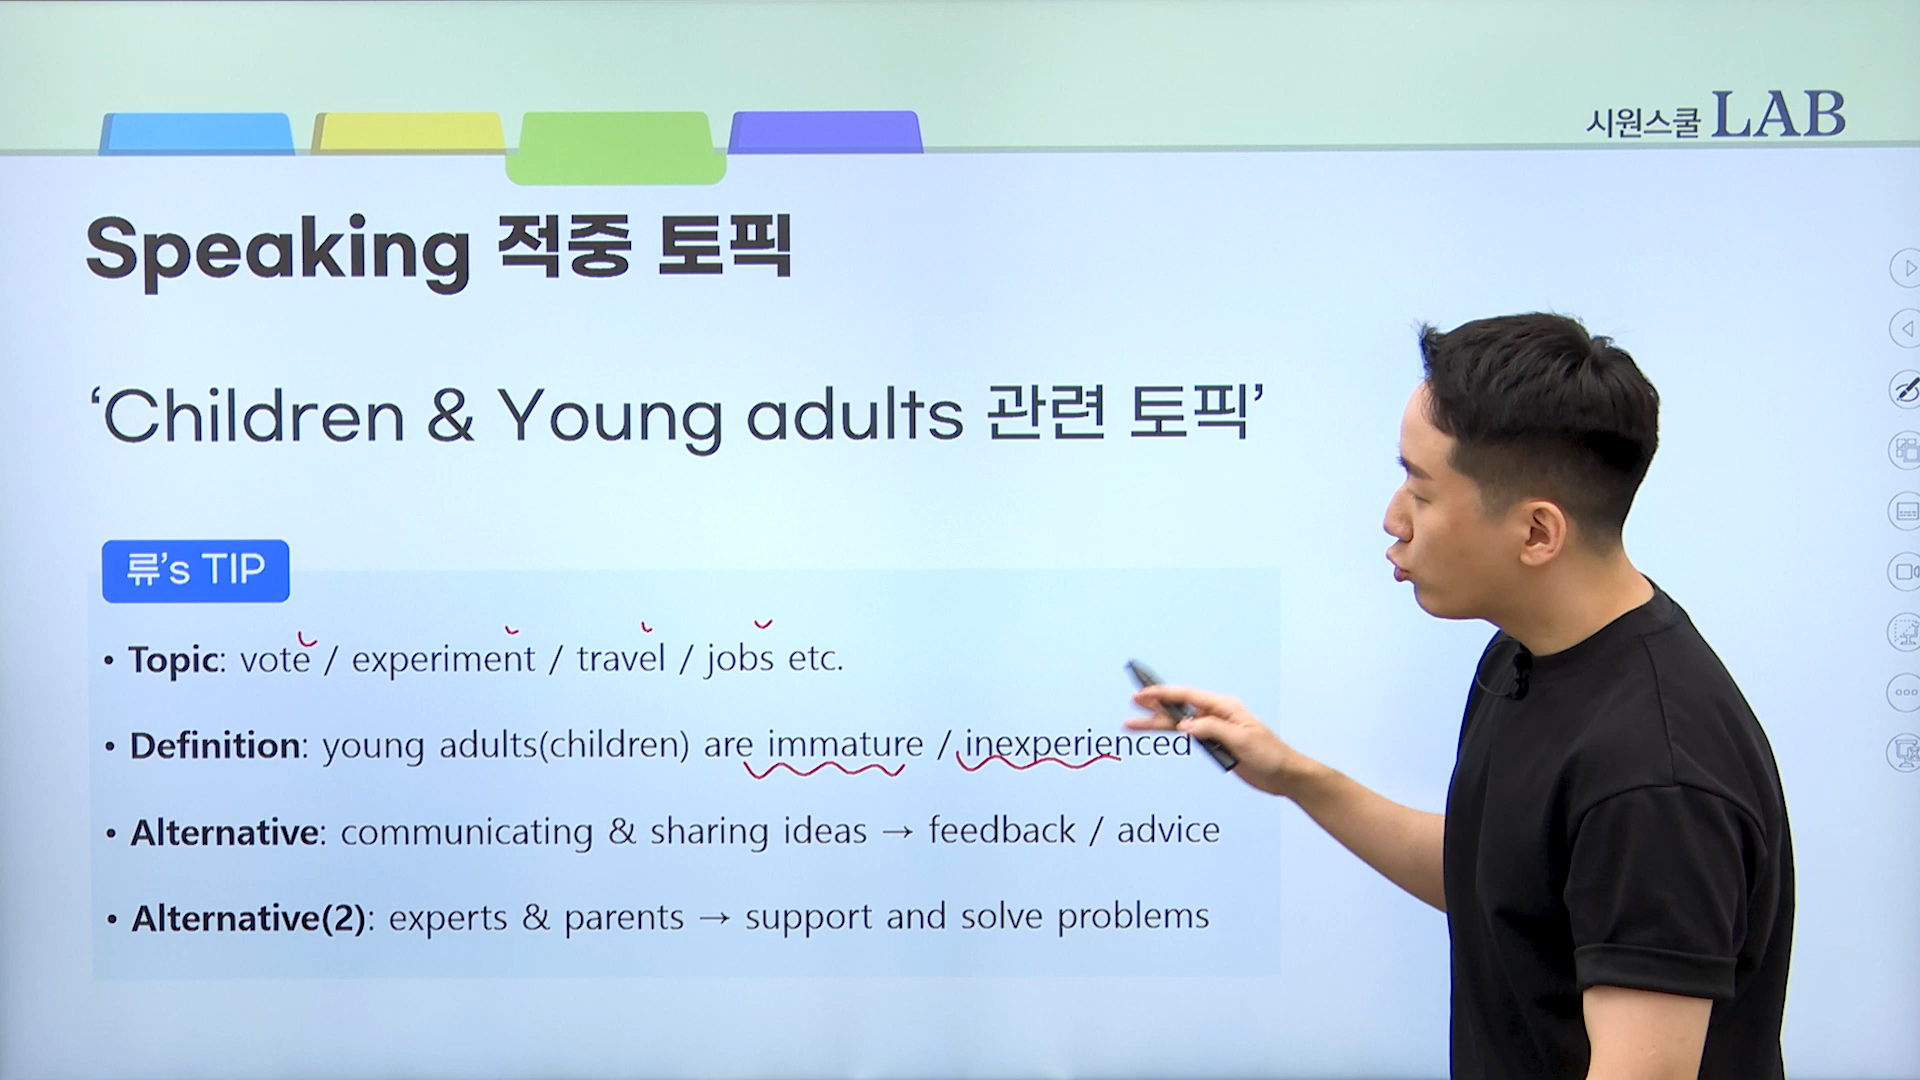 시원스쿨 LAB
Speaking 적중 토픽
‘Children & Young adults 관련 토픽’
류’s TIP
• Topic: vote / experiment / travel / jobs etc.
• Definition: young adults(children) are immature / inexperienced
• Alternative: communicating & sharing ideas → feedback / advice
• Alternative(2): experts & parents → support and solve problems